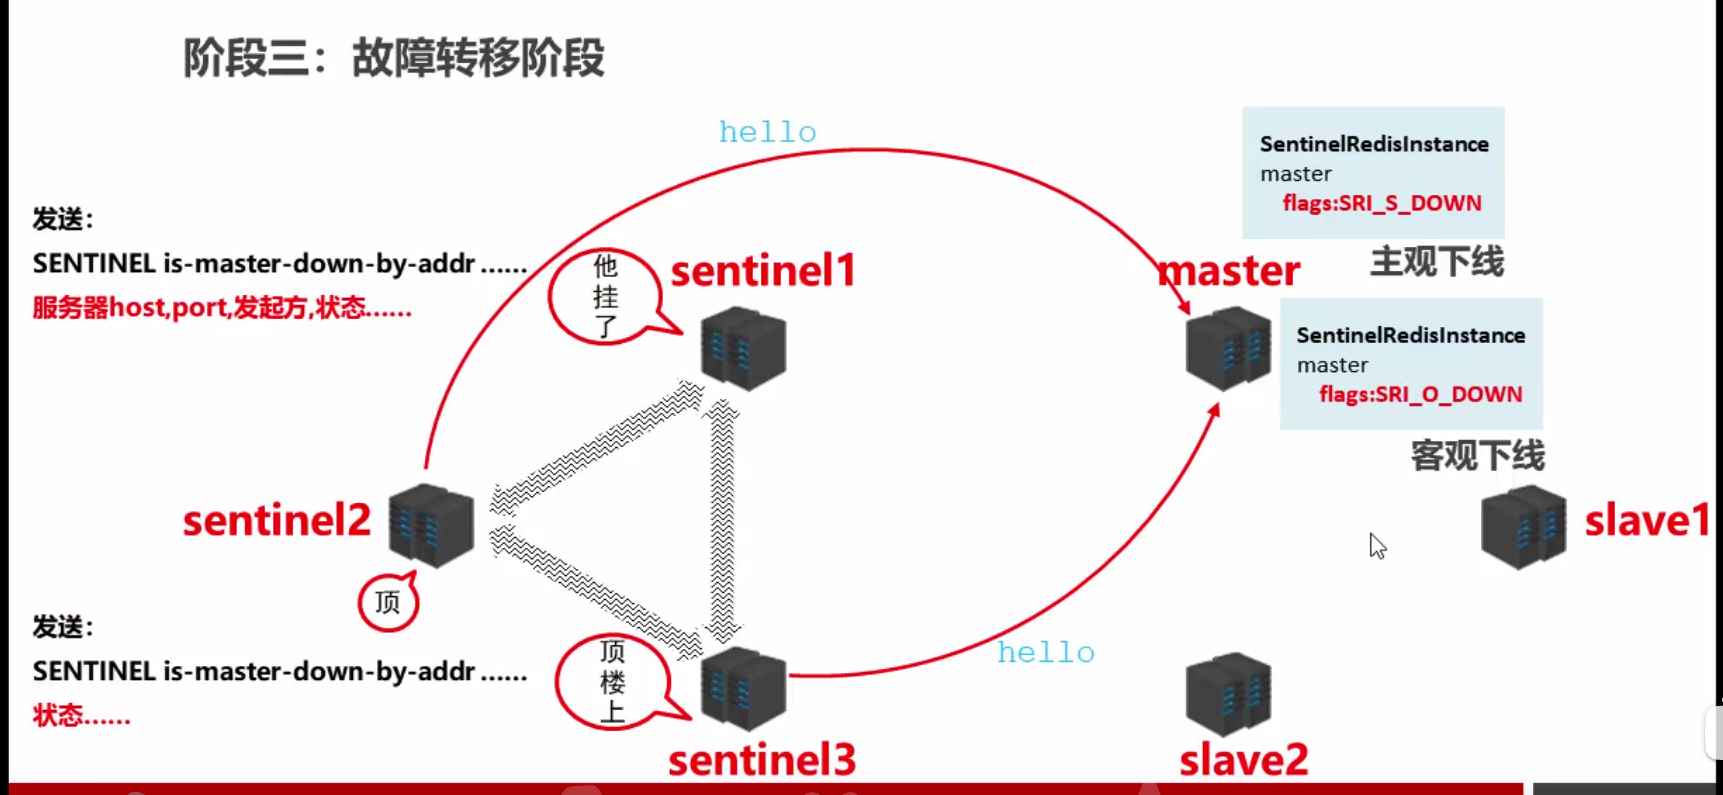 阶段三：故障转移阶段
hello
SentinelRedisInstance
master
flags:SRI_S_DOWN
主观下线
发送：
SENTINEL is-master-down-by-addr ......
服务器host,port,发起方,状态......
他
挂
了
sentinel1
master
SentinelRedisInstance
master
flags:SRI_O_DOWN
客观下线
sentinel2
slave1
顶
发送：
SENTINEL is-master-down-by-addr ......
状态......
顶
楼
上
hello
sentinel3
slave2